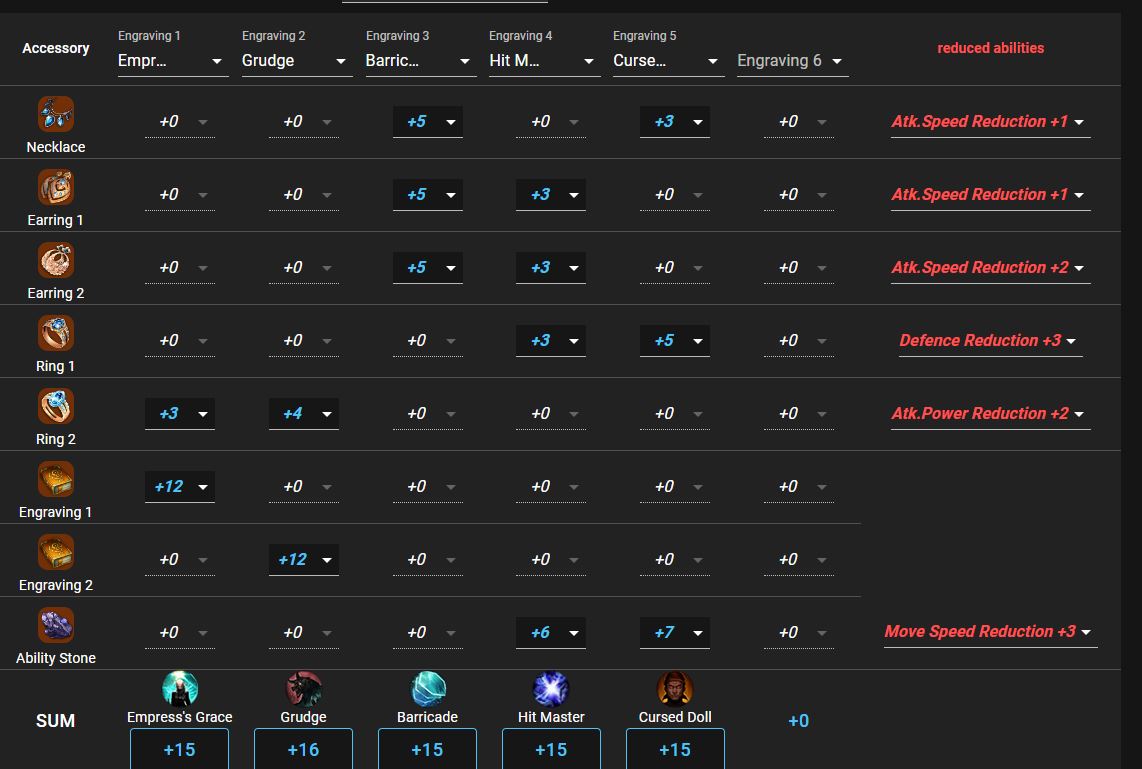 Accessory
Engraving 1 Engraving 2 Engraving 3 Engraving 4 Engraving 5
Empr... Grudge Barric... Hit M... Curse... Engraving 6
reduced abilities
+0 +0 +5 +0 +3 +0 Atk.Speed Reduction +1
Necklace
+0 +0 +5 +3 +0 +0 Atk.Speed Reduction +1
Earring 1
+0 +0 +5 +3 +0 +0 Atk.Speed Reduction +2
Earring 2
+0 +0 +0 +3 +5 +0 Defence Reduction +3
Ring 1
+3 +4 +0 +0 +0 +0 Atk.Power Reduction +2
Ring 2
+12 +0 +0 +0 +0 +0
Engraving 1
+0 +12 +0 +0 +0 +0
Engraving 2
+0 +0 +0 +6 +7 +0 Move Speed Reduction +3
Ability Stone
SUM
Empress's Grace Grudge Barricade Hit Master Cursed Doll +0
+15 +16 +15 +15 +15